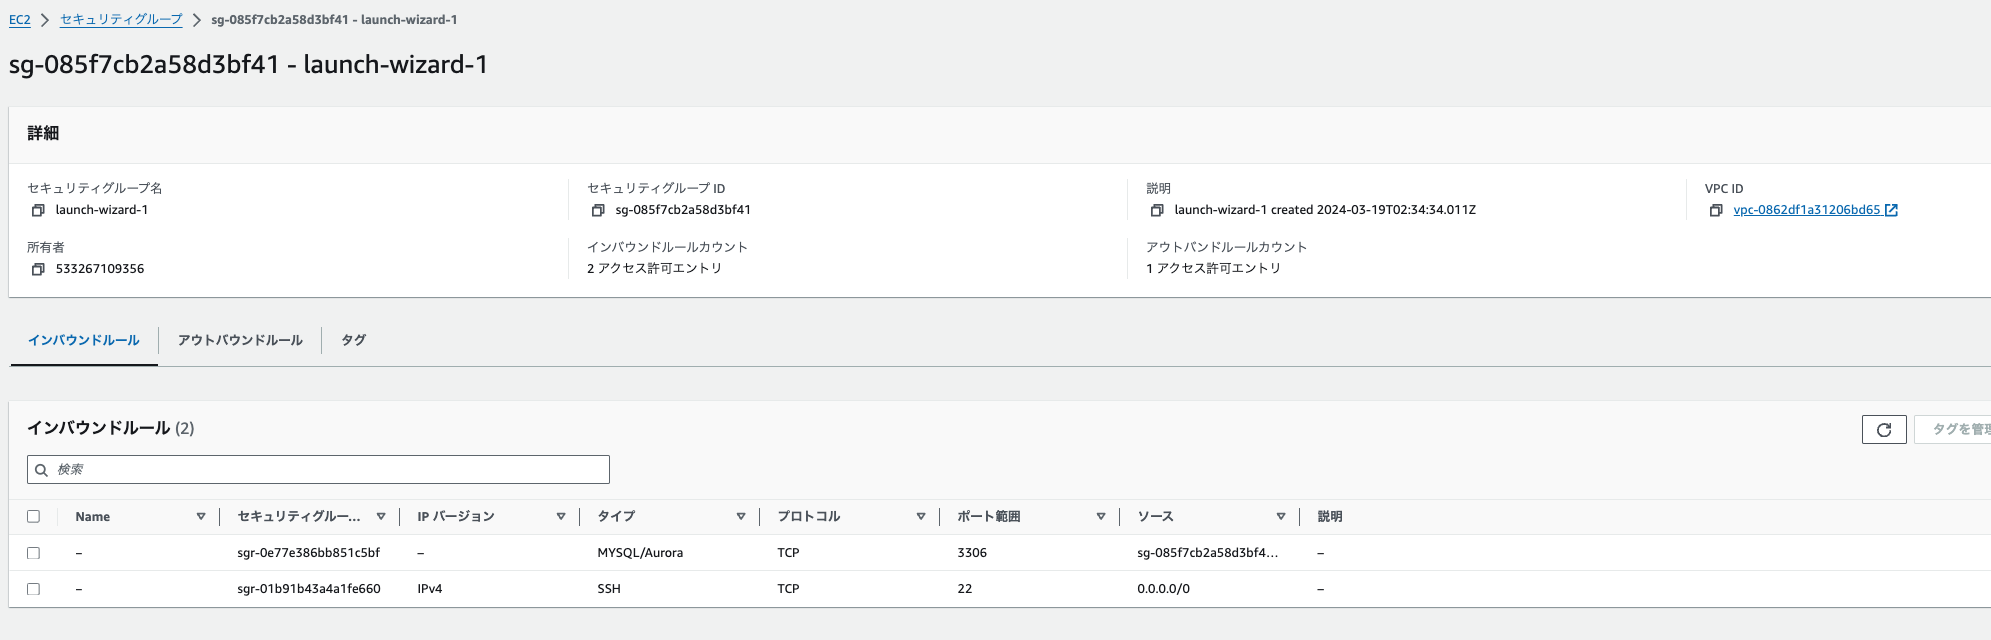 EC2 > セキュリティグループ > sg-085f7cb2a58d3bf41 - launch-wizard-1
sg-085f7cb2a58d3bf41 - launch-wizard-1
詳細
セキュリティグループ名 セキュリティグループ ID 説明 VPC ID
launch-wizard-1 sg-085f7cb2a58d3bf41 launch-wizard-1 created 2024-03-19T02:34:34.011Z vpc-0862df1a31206bd65
所有者 インバウンドルールカウント アウトバンドルールカウント
533267109356 2 アクセス許可エントリ 1 アクセス許可エントリ
インバウンドルール アウトバウンドルール タグ
インバウンドルール (2) タグを管理
検索
Name セキュリティグルー... IP バージョン タイプ プロトコル ポート範囲 ソース 説明
– sgr-0e77e386bb851c5bf – MYSQL/Aurora TCP 3306 sg-085f7cb2a58d3bf4... –
– sgr-01b91b43a4a1fe660 IPv4 SSH TCP 22 0.0.0.0/0 –